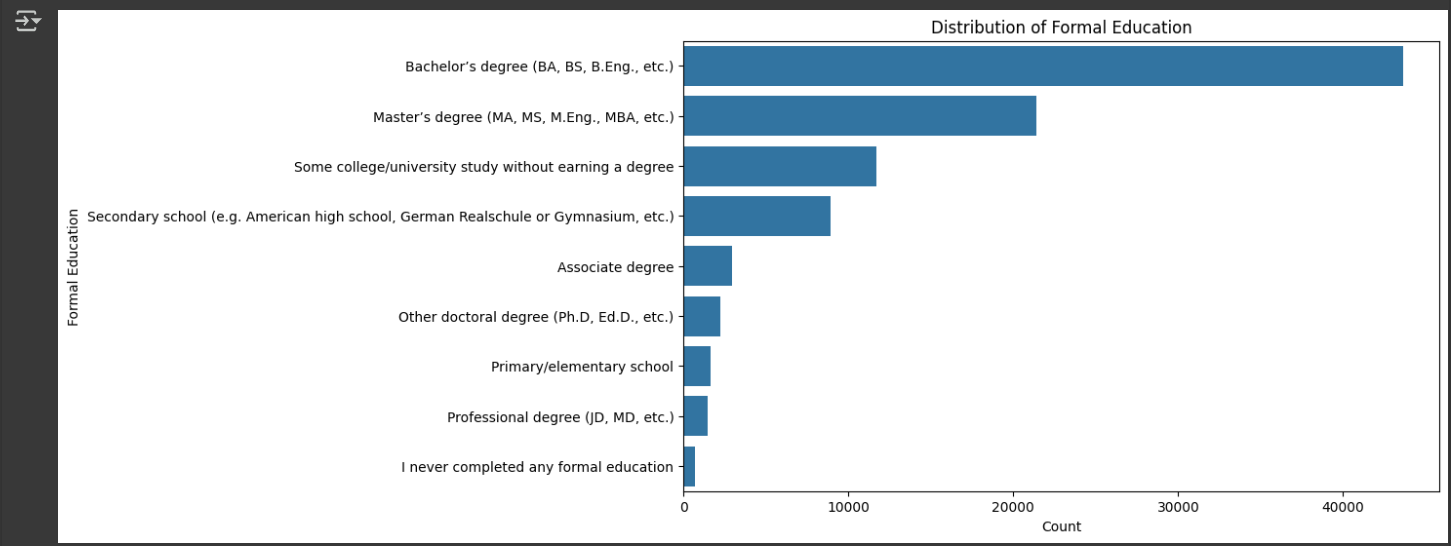 Distribution of Formal Education
Bachelor’s degree (BA, BS, B.Eng., etc.)
Master’s degree (MA, MS, M.Eng., MBA, etc.)
Some college/university study without earning a degree
Secondary school (e.g. American high school, German Realschule or Gymnasium, etc.)
Associate degree
Other doctoral degree (Ph.D, Ed.D., etc.)
Primary/elementary school
Professional degree (JD, MD, etc.)
I never completed any formal education
Formal Education
0 10000 20000 30000 40000
Count